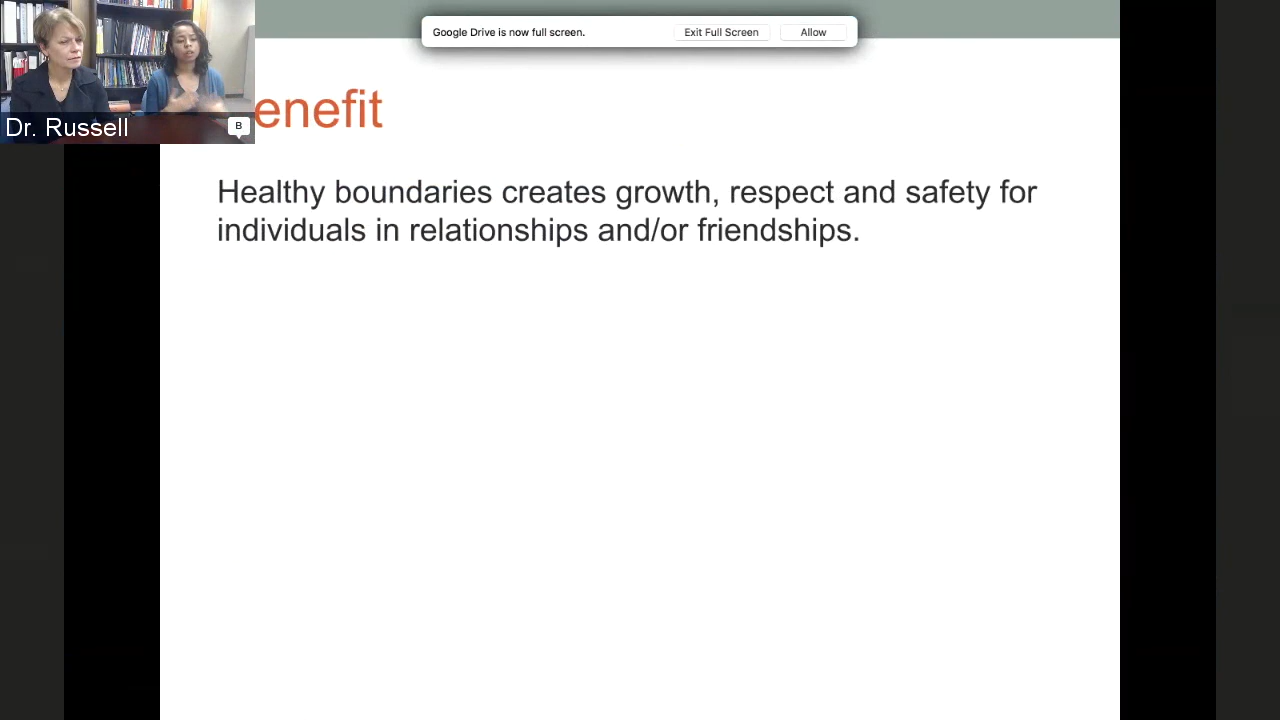 Google Drive is now full screen. Exit Full Screen Allow
enefit
Dr. Russell B
Healthy boundaries creates growth, respect and safety for
individuals in relationships and/or friendships.